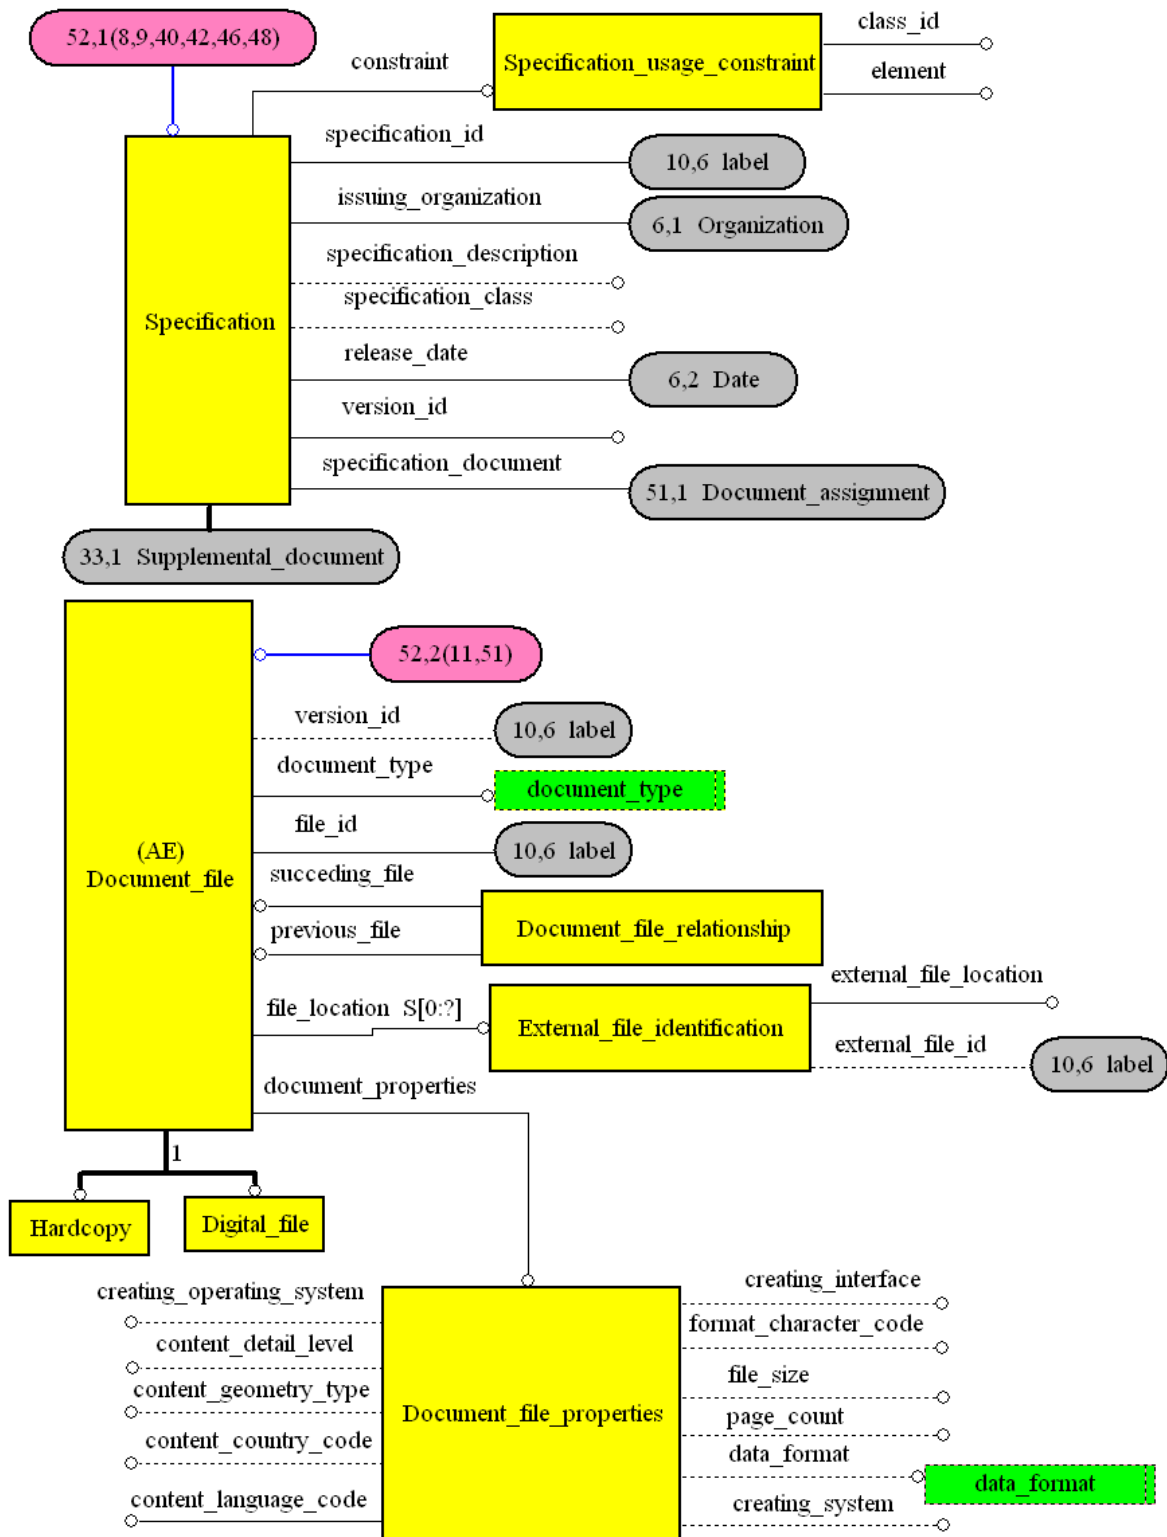 52,1(8,9,40,42,46,48)
class_id
constraint
Specification_usage_constraint
element
specification_id
10,6 label
issuing_organization
6,1 Organization
specification_description
specification_class
Specification
release_date
6,2 Date
version_id
specification_document
51,1 Document_assignment
33,1 Supplemental_document
52,2(11,51)
version_id
10,6 label
document_type
document_type
file_id
10,6 label
(AE)
Document_file
succeding_file
previous_file
Document_file_relationship
external_file_location
file_location S[0:?]
External_file_identification
external_file_id
10,6 label
document_properties
1
Hardcopy
Digital_file
creating_operating_system
content_detail_level
content_geometry_type
content_country_code
content_language_code
Document_file_properties
creating_interface
format_character_code
file_size
page_count
data_format
data_format
creating_system